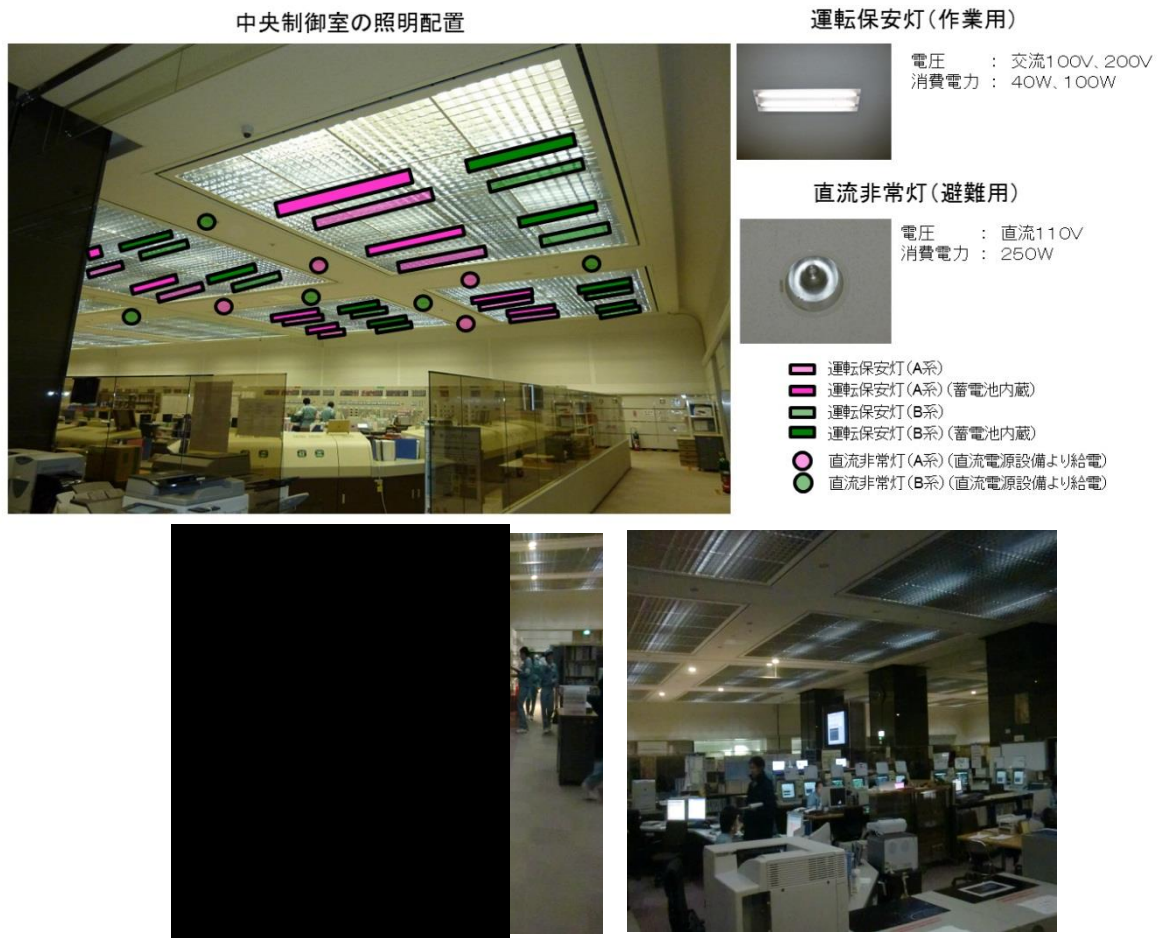 中央制御室の照明配置
運転保安灯(作業用)
電圧 : 交流100V、200V
消費電力 : 40W、100W
直流非常灯(避難用)
電圧 : 直流110V
消費電力 : 250W
運転保安灯(A系)
運転保安灯(A系)(蓄電池内蔵)
運転保安灯(B系)
運転保安灯(B系)(蓄電池内蔵)
直流非常灯(A系)(直流電源設備より給電)
直流非常灯(B系)(直流電源設備より給電)